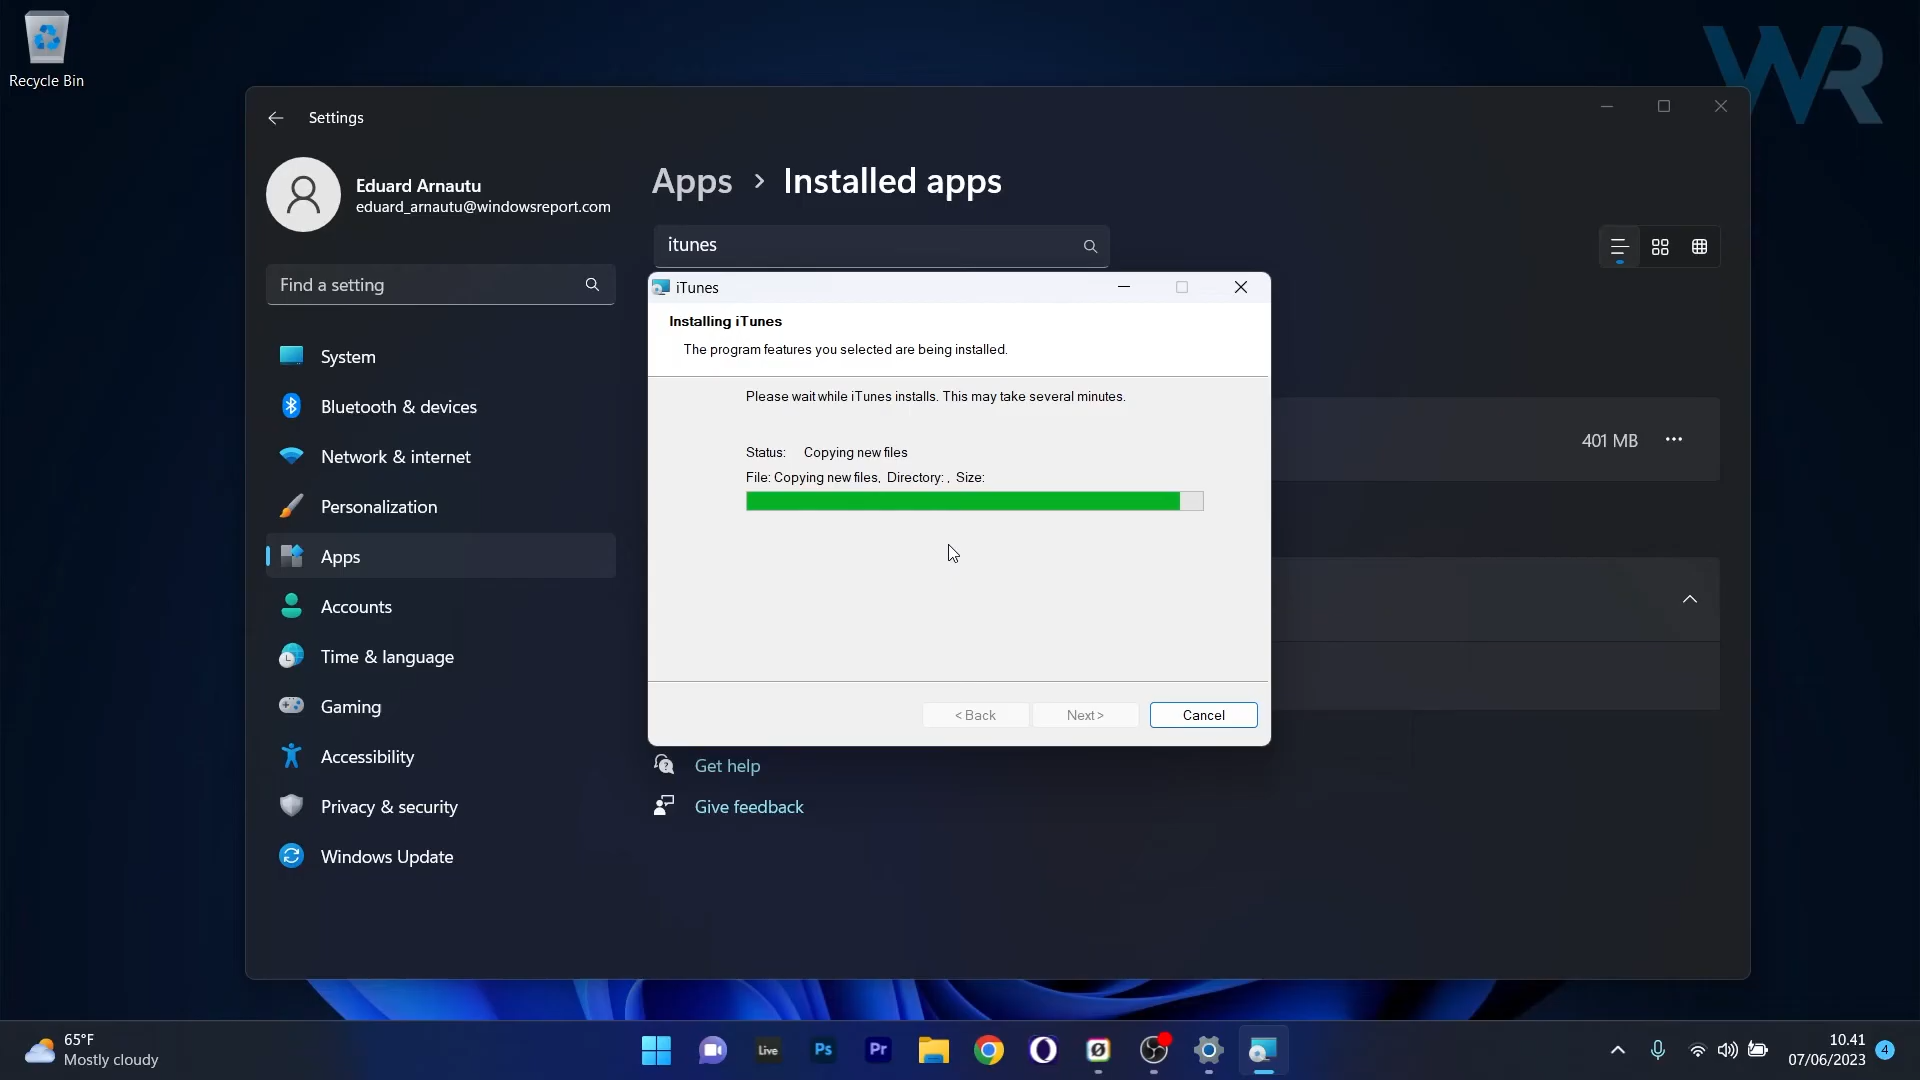 Recycle Bin
WR
Settings
Eduard Arnautu
eduard_arnautu@windowsreport.com
Find a setting
System
Bluetooth & devices
Network & internet
Personalization
Apps
Accounts
Time & language
Gaming
Accessibility
Privacy & security
Windows Update
Apps > Installed apps
itunes
iTunes
Installing iTunes
The program features you selected are being installed.
Please wait while iTunes installs. This may take several minutes.
Status: Copying new files
File: Copying new files, Directory: , Size:
< Back
Next >
Cancel
401 MB
Get help
Give feedback
65°F
Mostly cloudy
Live
Ps
Pr
10.41
07/06/2023
4